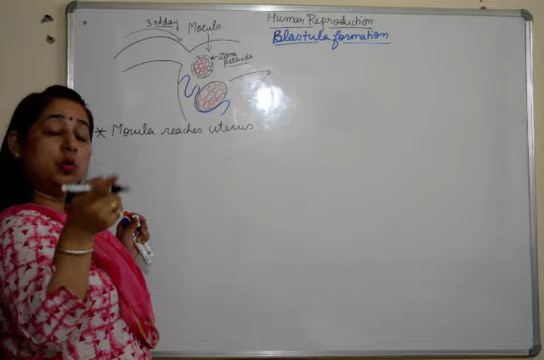 Human Reproduction
Blastula formation
3rd day
Morula
Zona
pellucida
* Morula reaches uterus